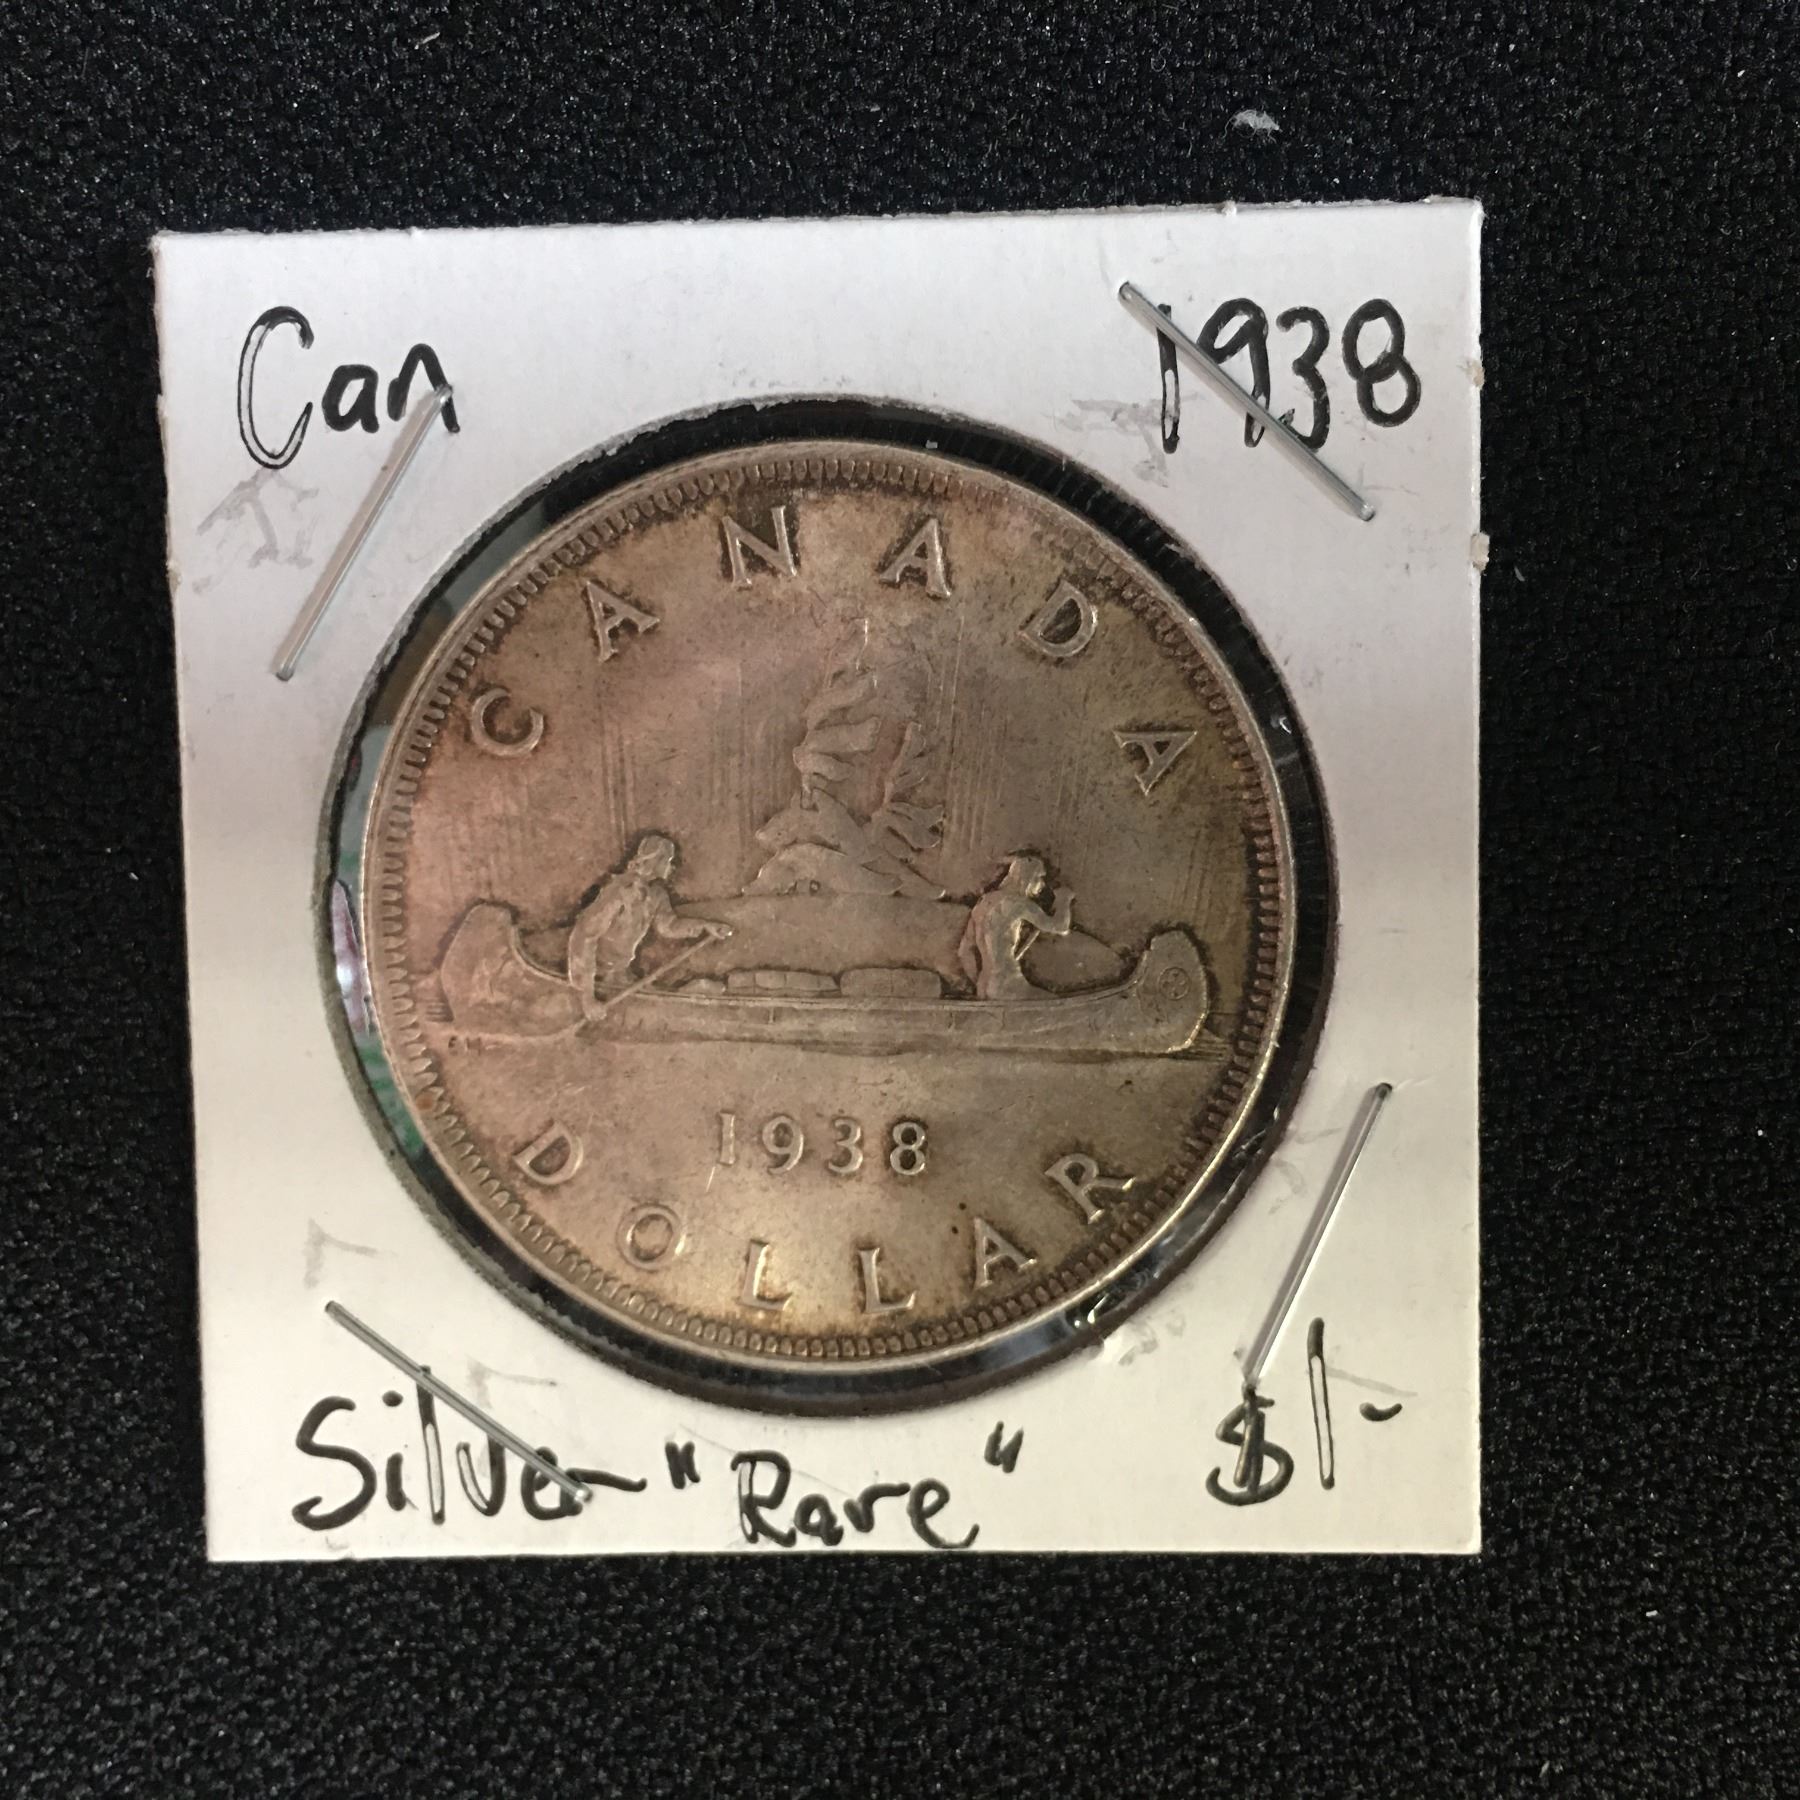 Can 1938
CANADA
1938
DOLLAR
Silver "Rare" $1-